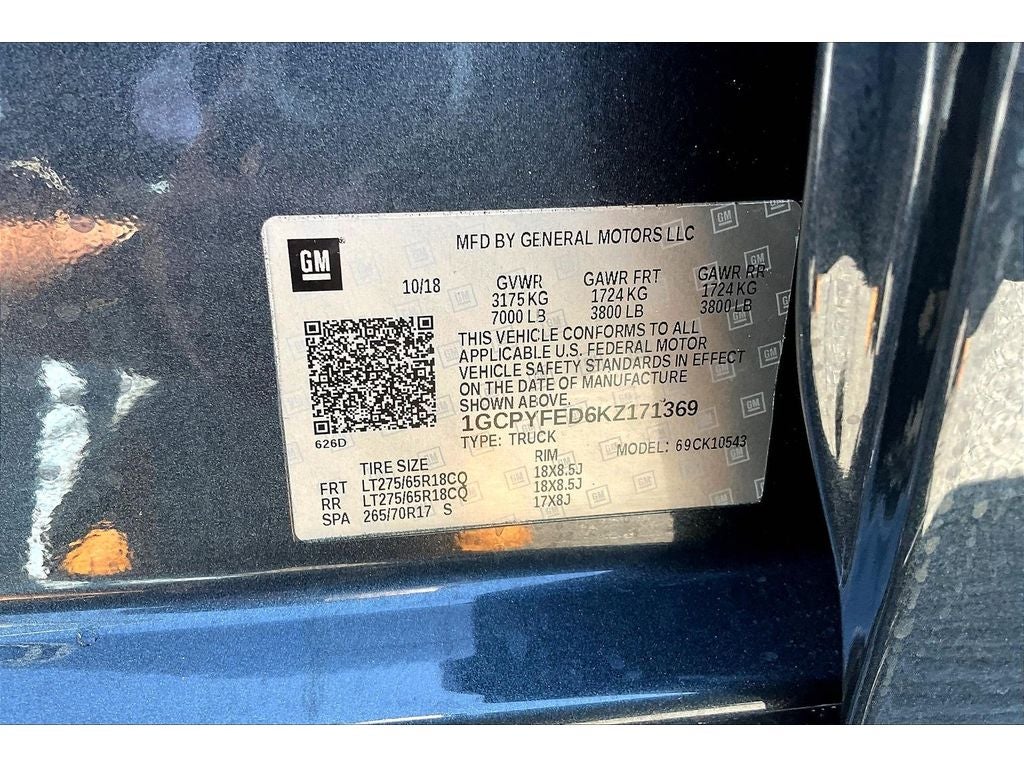 GM
MFD BY GENERAL MOTORS LLC
10/18
GVWR GAWR FRT GAWR RR
3175 KG 1724 KG 1724 KG
7000 LB 3800 LB 3800 LB
THIS VEHICLE CONFORMS TO ALL
APPLICABLE U.S. FEDERAL MOTOR
VEHICLE SAFETY STANDARDS IN EFFECT
ON THE DATE OF MANUFACTURE
SHOWN ABOVE.
1GCPYFED6KZ171369
626D
TYPE: TRUCK MODEL: 69CK10543
TIRE SIZE RIM
FRT LT275/65R18CQ 18X8.5J
RR LT275/65R18CQ 18X8.5J
SPA 265/70R17 S 17X8J